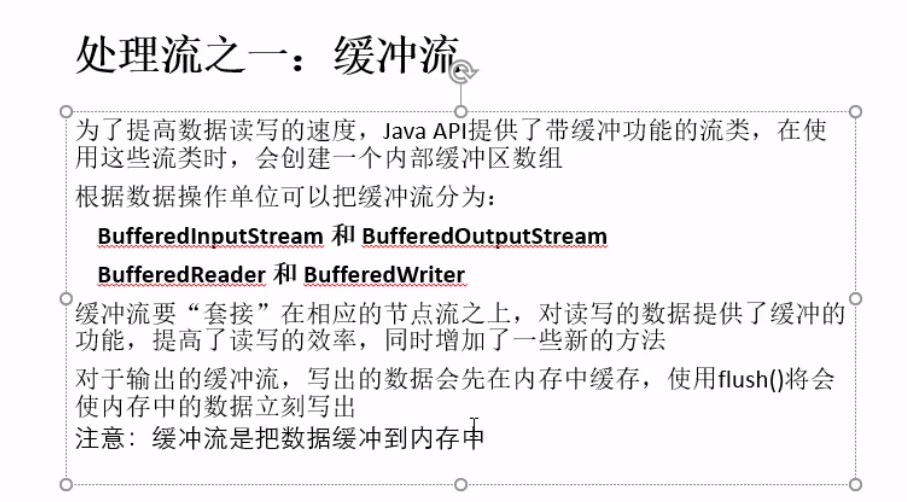 处理流之一：缓冲流
为了提高数据读写的速度，Java API提供了带缓冲功能的流类，在使
用这些流类时，会创建一个内部缓冲区数组
根据数据操作单位可以把缓冲流分为：
BufferedInputStream 和 BufferedOutputStream
BufferedReader 和 BufferedWriter
缓冲流要“套接”在相应的节点流之上，对读写的数据提供了缓冲的
功能，提高了读写的效率，同时增加了一些新的方法
对于输出的缓冲流，写出的数据会先在内存中缓存，使用flush()将会
使内存中的数据立刻写出
注意：缓冲流是把数据缓冲到内存中